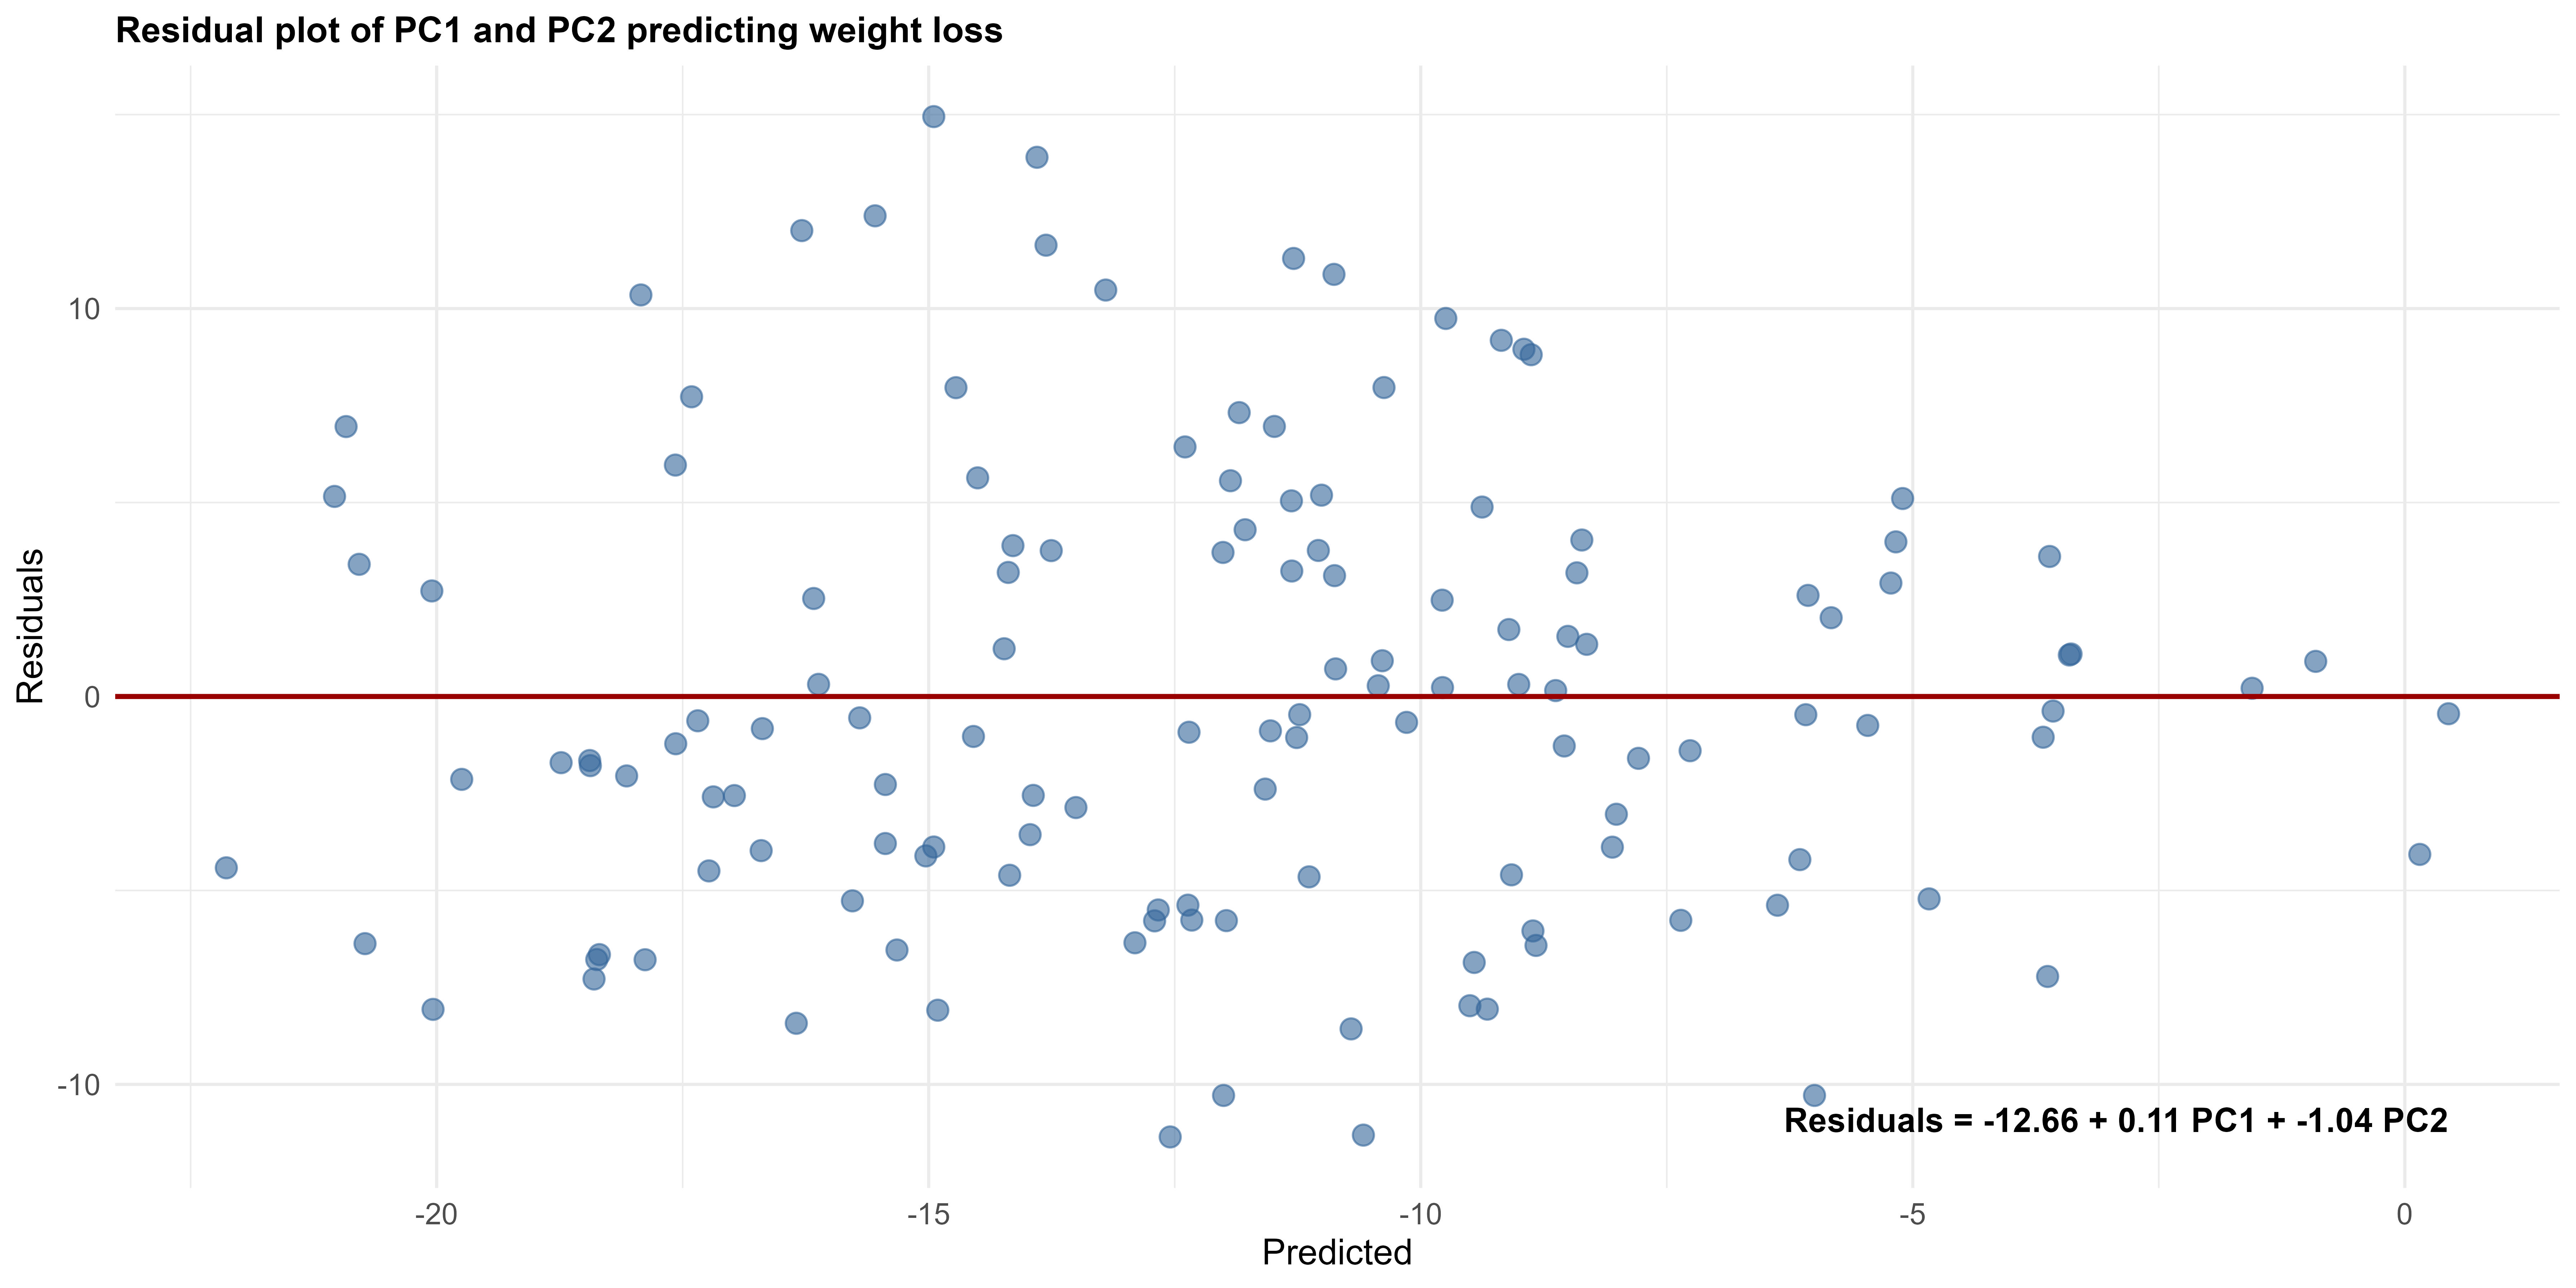 Residual plot of PC1 and PC2 predicting weight loss
Residuals
10
0
-10
Residuals = -12.66 + 0.11 PC1 + -1.04 PC2
-20 -15 -10 -5 0
Predicted